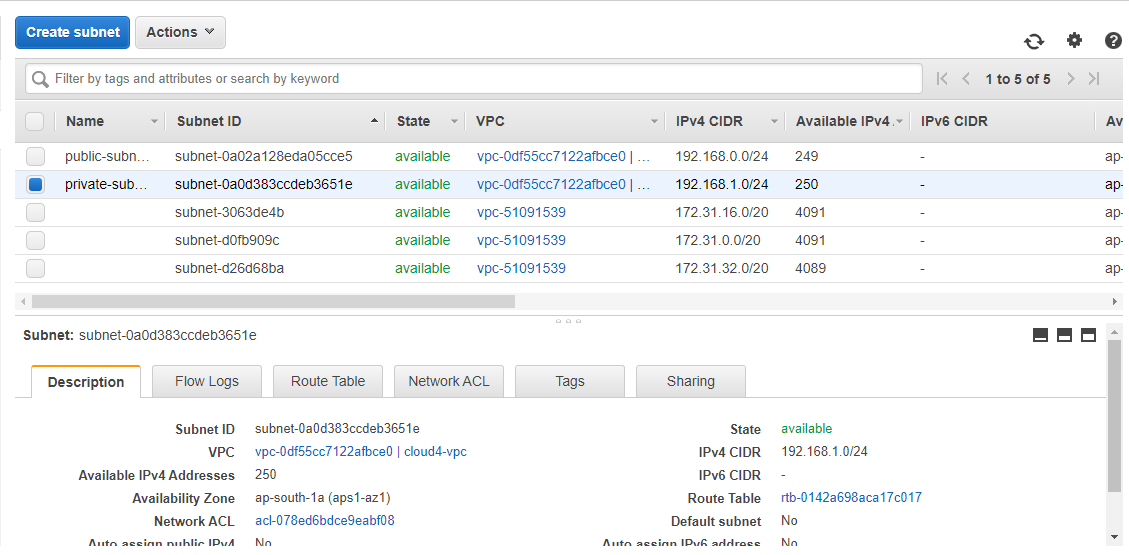 Create subnet Actions
Filter by tags and attributes or search by keyword 1 to 5 of 5
Name Subnet ID State VPC IPv4 CIDR Available IPv4 IPv6 CIDR Av
public-subn... subnet-0a02a128eda05cce5 available vpc-0df55cc7122afbce0 | ... 192.168.0.0/24 249 - ap-
private-sub... subnet-0a0d383ccdeb3651e available vpc-0df55cc7122afbce0 | ... 192.168.1.0/24 250 - ap-
subnet-3063de4b available vpc-51091539 172.31.16.0/20 4091 - ap-
subnet-d0fb909c available vpc-51091539 172.31.0.0/20 4091 - ap-
subnet-d26d68ba available vpc-51091539 172.31.32.0/20 4089 - ap-
Subnet: subnet-0a0d383ccdeb3651e
Description Flow Logs Route Table Network ACL Tags Sharing
Subnet ID subnet-0a0d383ccdeb3651e State available
VPC vpc-0df55cc7122afbce0 | cloud4-vpc IPv4 CIDR 192.168.1.0/24
Available IPv4 Addresses 250 IPv6 CIDR -
Availability Zone ap-south-1a (aps1-az1) Route Table rtb-0142a698aca17c017
Network ACL acl-078ed6bdce9eabf08 Default subnet No
Auto assign public IPv4 No Auto assign IPv6 address No